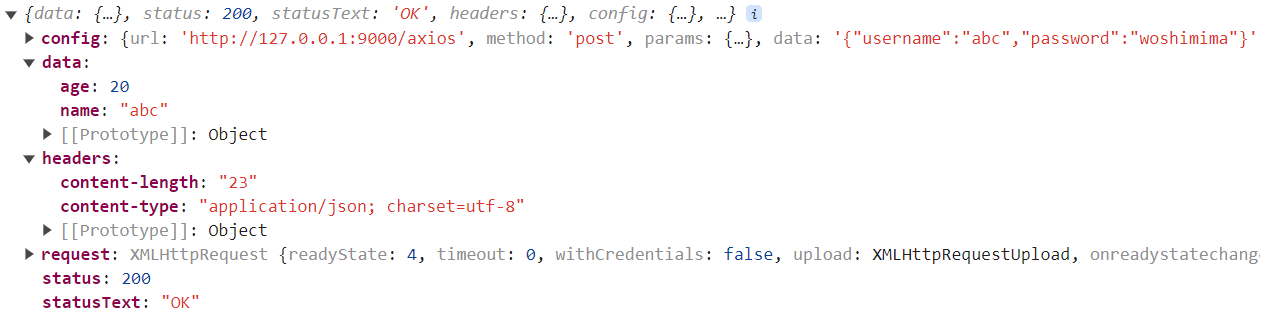 {data: {…}, status: 200, statusText: 'OK', headers: {…}, config: {…}, …} i
config: {url: 'http://127.0.0.1:9000/axios', method: 'post', params: {…}, data: '{"username":"abc","password":"woshimima"}'
data:
age: 20
name: "abc"
[[Prototype]]: Object
headers:
content-length: "23"
content-type: "application/json; charset=utf-8"
[[Prototype]]: Object
request: XMLHttpRequest {readyState: 4, timeout: 0, withCredentials: false, upload: XMLHttpRequestUpload, onreadystatechang
status: 200
statusText: "OK"